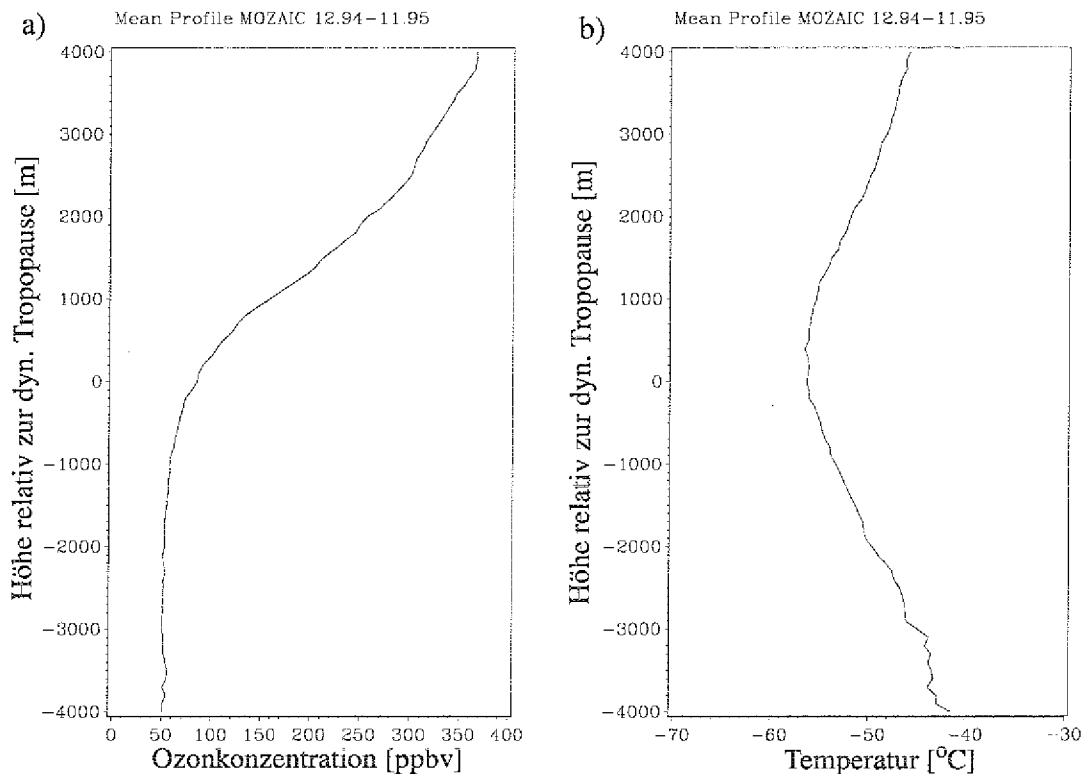 a)
Mean Profile MOZAIC 12.94-11.95
Höhe relativ zur dyn. Tropopause [m]
4000
3000
2000
1000
0
-1000
-2000
-3000
-4000
0 50 100 150 200 250 300 350 400
Ozonkonzentration [ppbv]
b)
Mean Profile MOZAIC 12.94-11.95
Höhe relativ zur dyn. Tropopause [m]
4000
3000
2000
1000
0
-1000
-2000
-3000
-4000
-70 -60 -50 -40 -30
Temperatur [°C]